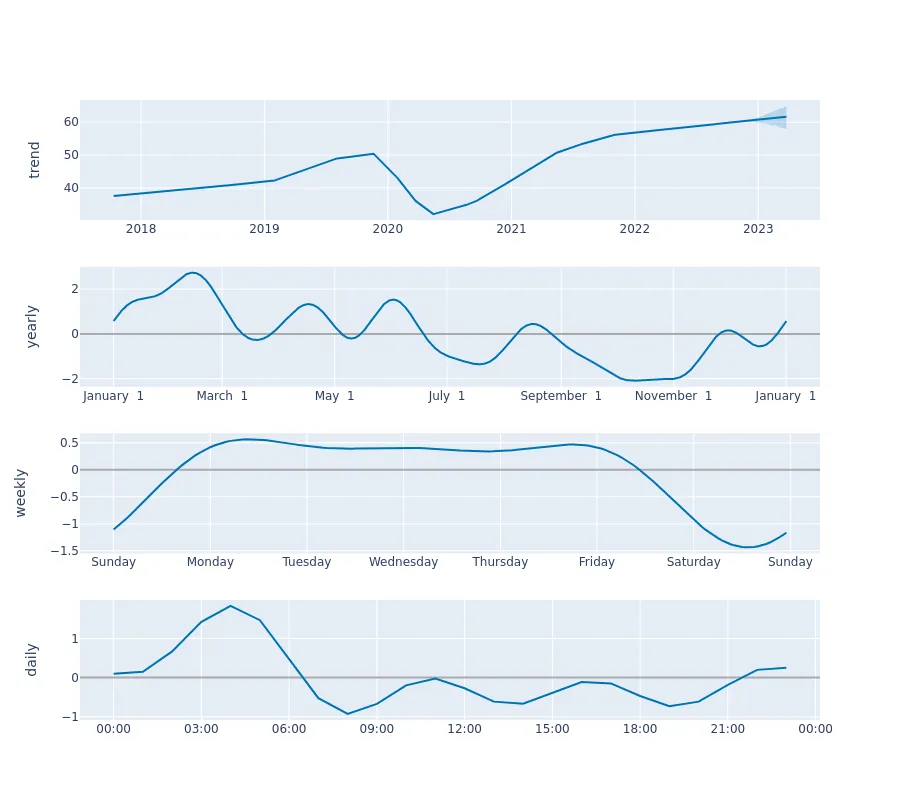 trend
60
50
40
2018 2019 2020 2021 2022 2023
yearly
2
0
−2
January 1 March 1 May 1 July 1 September 1 November 1 January 1
weekly
0.5
0
−0.5
−1
−1.5
Sunday Monday Tuesday Wednesday Thursday Friday Saturday Sunday
daily
1
0
−1
00:00 03:00 06:00 09:00 12:00 15:00 18:00 21:00 00:00